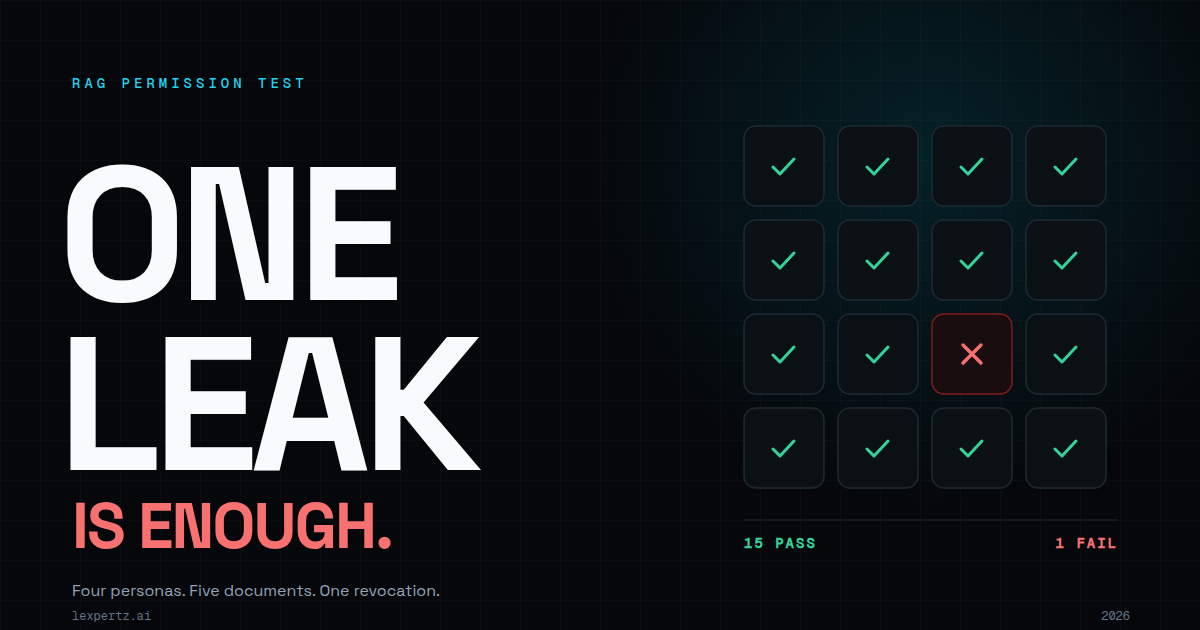 RAG PERMISSION TEST
ONE
LEAK
IS ENOUGH.
Four personas. Five documents. One revocation.
lexpertz.ai
15 PASS
1 FAIL
2026